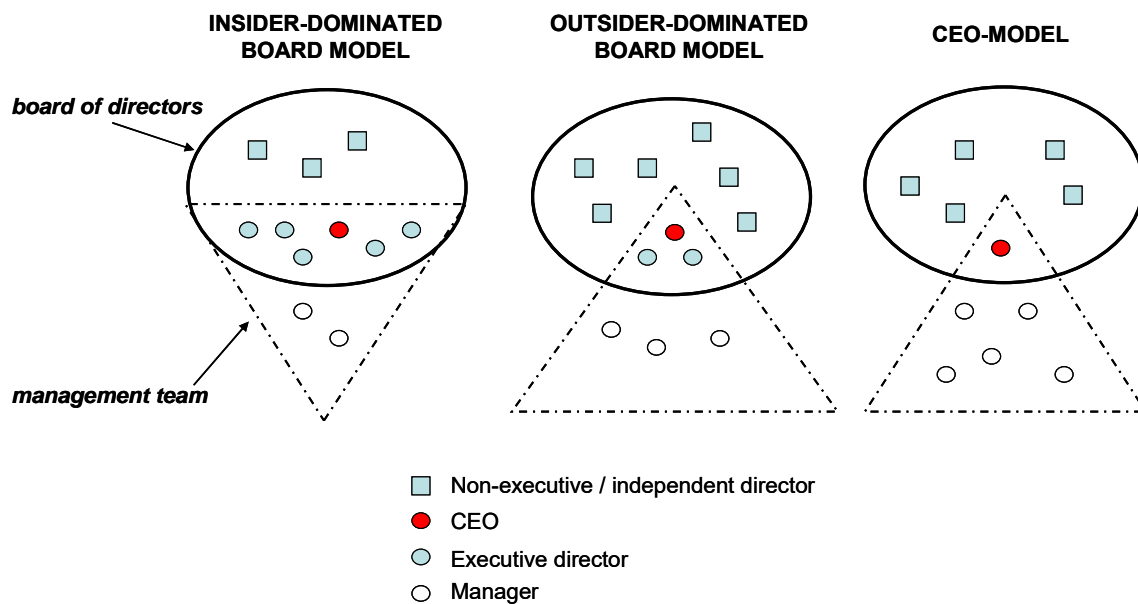 INSIDER-DOMINATED
BOARD MODEL
OUTSIDER-DOMINATED
BOARD MODEL
CEO-MODEL
board of directors
management team
Non-executive / independent director
CEO
Executive director
Manager